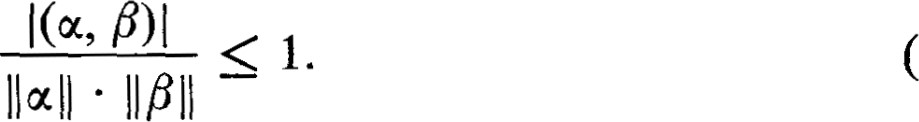 |(α, β)| / ‖α‖ · ‖β‖ ≤ 1. (